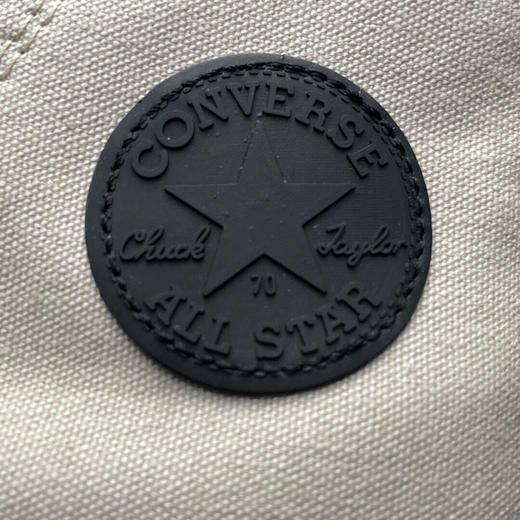 CONVERSE
Chuck Taylor
70
ALL STAR